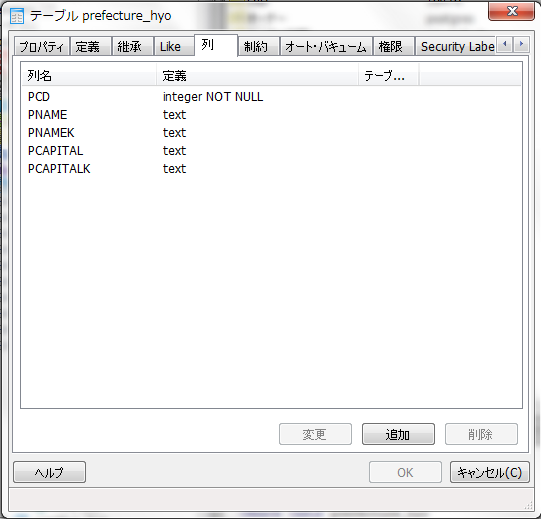 テーブル prefecture_hyo
プロパティ 定義 継承 Like 列 制約 オート・バキューム 権限 Security Labe
列名 定義 テーブ...
PCD integer NOT NULL
PNAME text
PNAMEK text
PCAPITAL text
PCAPITALK text
変更 追加 削除
ヘルプ OK キャンセル(C)